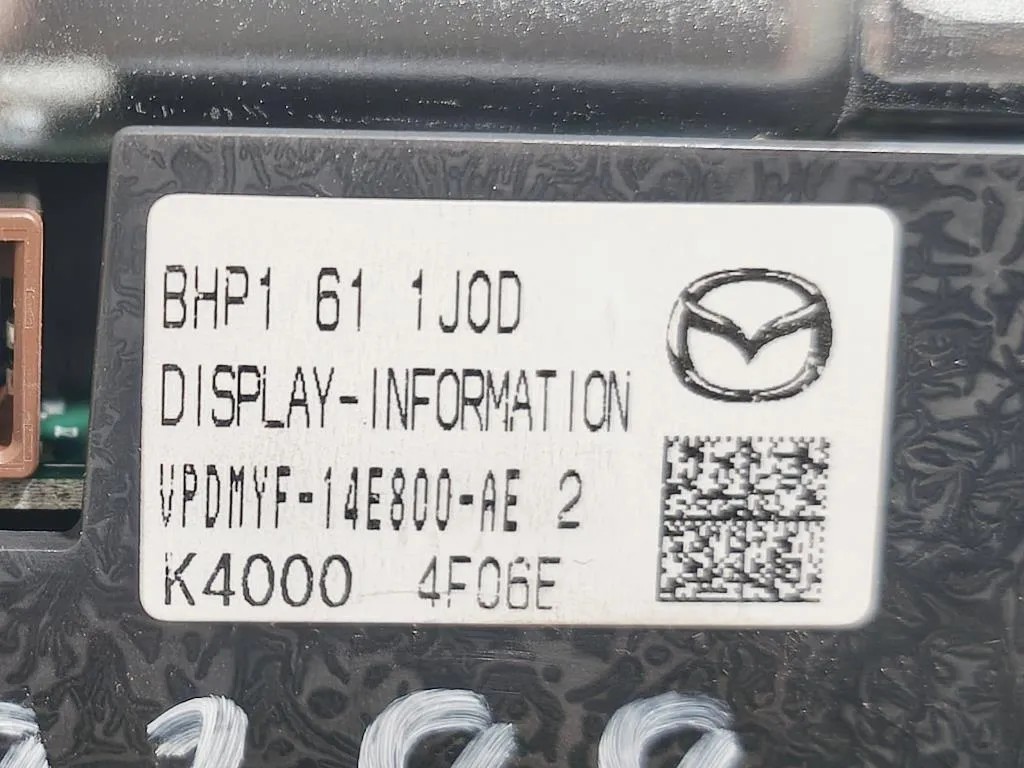 BHP1 61 1J0D
DISPLAY-INFORMATION
VPDMYF-14E800-AE 2
K4000 4F06E